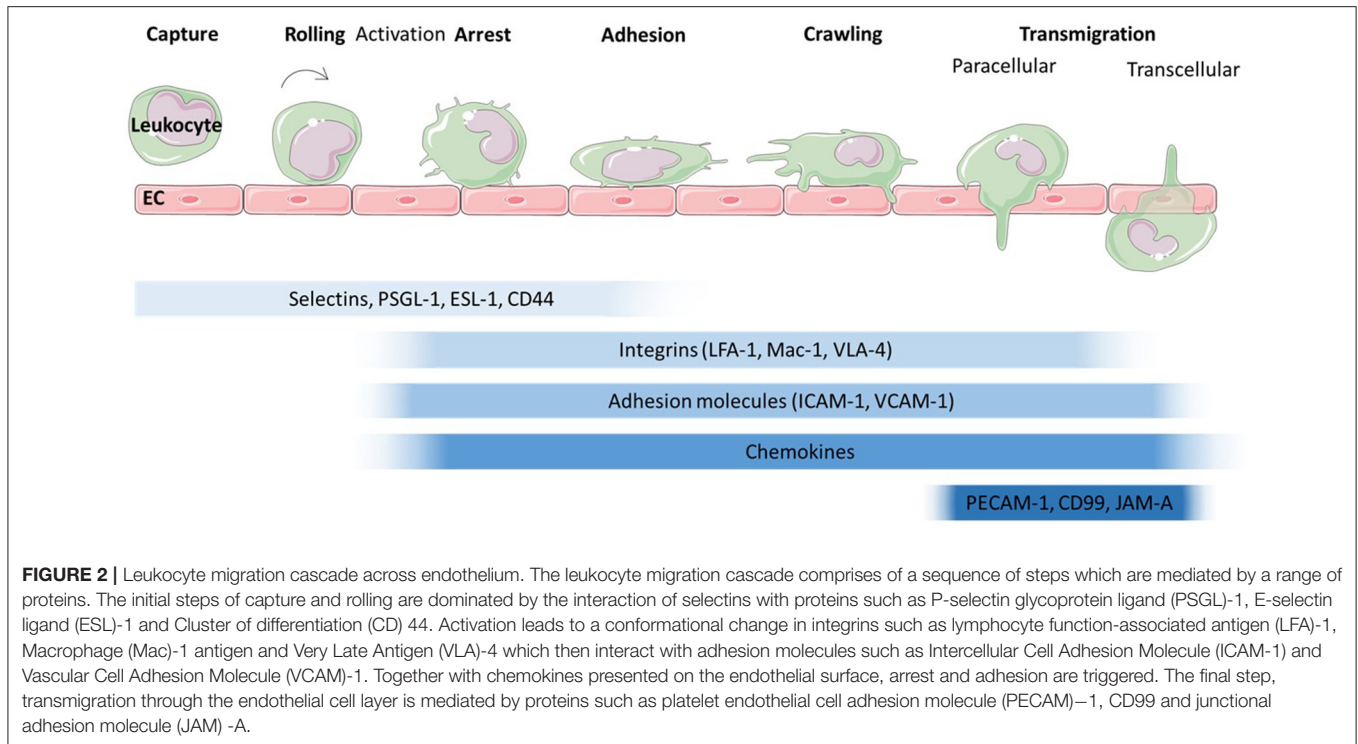 Capture Rolling Activation Arrest Adhesion Crawling Transmigration
Paracellular Transcellular
Leukocyte
EC
Selectins, PSGL-1, ESL-1, CD44
Integrins (LFA-1, Mac-1, VLA-4)
Adhesion molecules (ICAM-1, VCAM-1)
Chemokines
PECAM-1, CD99, JAM-A
FIGURE 2 | Leukocyte migration cascade across endothelium. The leukocyte migration cascade comprises of a sequence of steps which are mediated by a range of
proteins. The initial steps of capture and rolling are dominated by the interaction of selectins with proteins such as P-selectin glycoprotein ligand (PSGL)-1, E-selectin
ligand (ESL)-1 and Cluster of differentiation (CD) 44. Activation leads to a conformational change in integrins such as lymphocyte function-associated antigen (LFA)-1,
Macrophage (Mac)-1 antigen and Very Late Antigen (VLA)-4 which then interact with adhesion molecules such as Intercellular Cell Adhesion Molecule (ICAM-1) and
Vascular Cell Adhesion Molecule (VCAM)-1. Together with chemokines presented on the endothelial surface, arrest and adhesion are triggered. The final step,
transmigration through the endothelial cell layer is mediated by proteins such as platelet endothelial cell adhesion molecule (PECAM)−1, CD99 and junctional
adhesion molecule (JAM) -A.